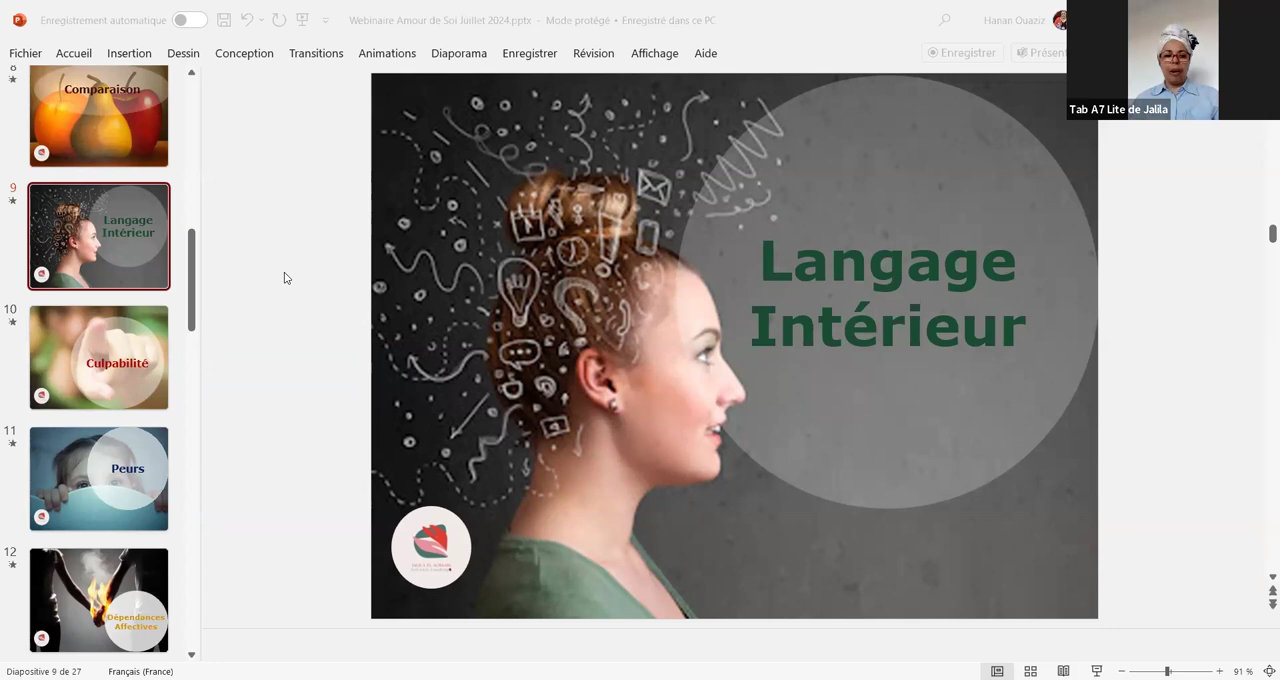 Enregistrement automatique
Webinaire Amour de Soi Juillet 2024.pptx - Mode protégé • Enregistré dans ce PC
Hanan Ouaziz
Fichier Accueil Insertion Dessin Conception Transitions Animations Diaporama Enregistrer Révision Affichage Aide
Enregistrer
Présent
Tab A7 Lite de Jalila
8
Comparaison
9
Langage
Intérieur
10
Culpabilité
11
Peurs
12
Dépendances
Affectives
Langage
Intérieur
Diapositive 9 de 27 Français (France)
91 %